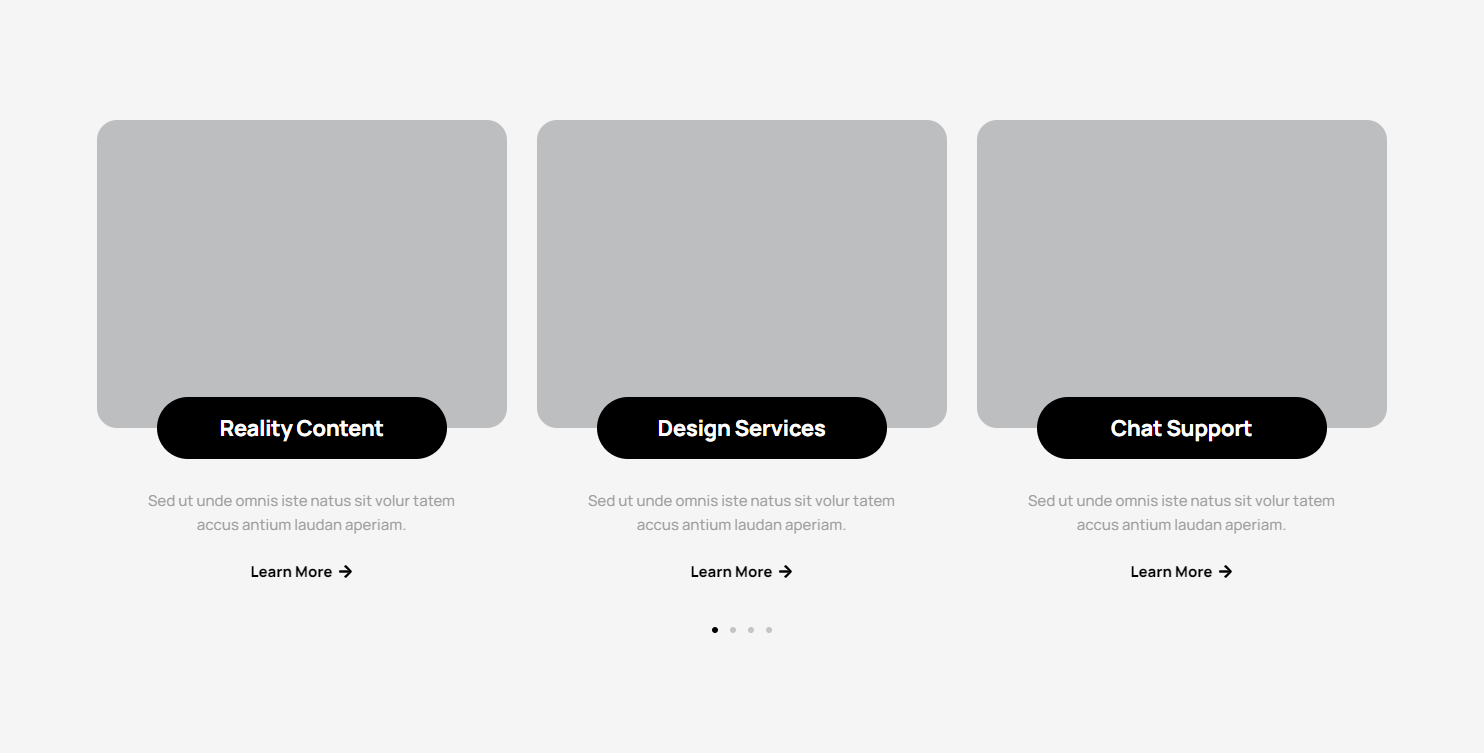 Reality Content
Sed ut unde omnis iste natus sit volur tatem
accus antium laudan aperiam.
Learn More
Design Services
Sed ut unde omnis iste natus sit volur tatem
accus antium laudan aperiam.
Learn More
Chat Support
Sed ut unde omnis iste natus sit volur tatem
accus antium laudan aperiam.
Learn More